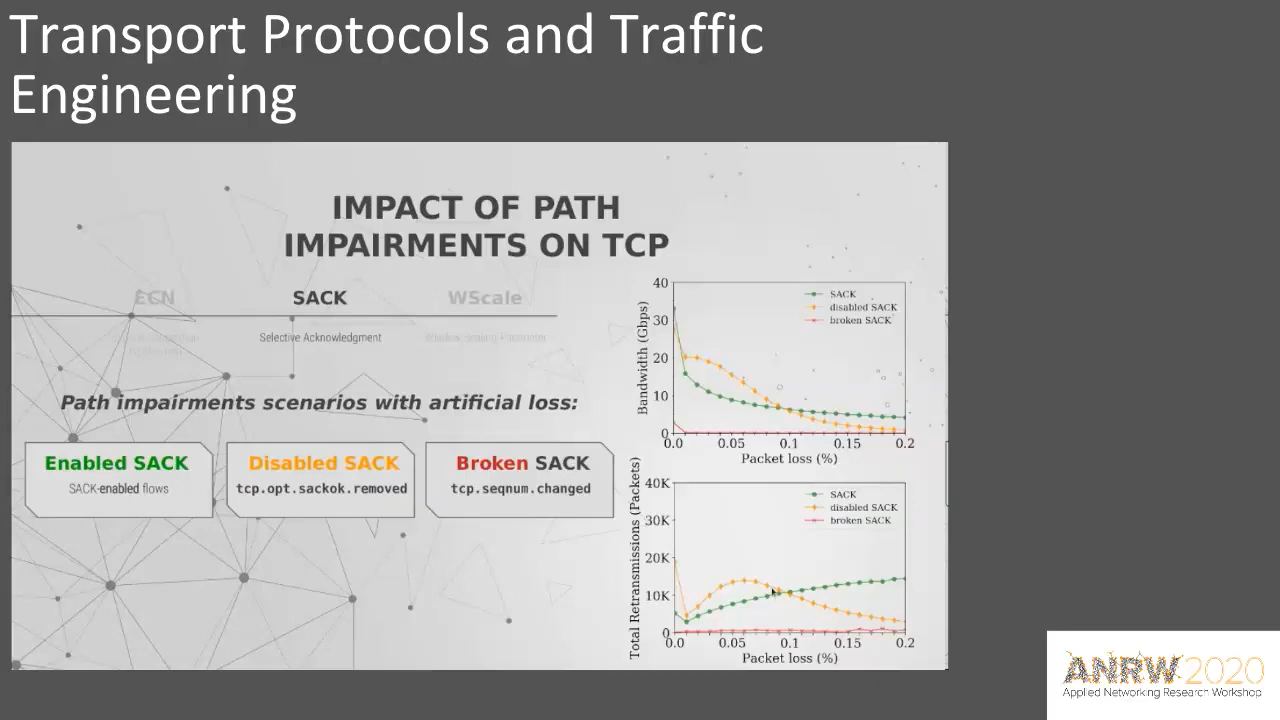 Transport Protocols and Traffic
Engineering
IMPACT OF PATH
IMPAIRMENTS ON TCP
ECN
SACK
WScale
Selective Acknowledgment
Window Scaling Parameter
Path impairments scenarios with artificial loss:
Enabled SACK
SACK-enabled flows
Disabled SACK
tcp.opt.sackok.removed
Broken SACK
tcp.seqnum.changed
40
30
20
10
0
Bandwidth (Gbps)
SACK
disabled SACK
broken SACK
0.0 0.05 0.1 0.15 0.2
Packet loss (%)
40K
30K
20K
10K
0
Total Retransmissions (Packets)
SACK
disabled SACK
broken SACK
0.0 0.05 0.1 0.15 0.2
Packet loss (%)
ANRW 2020
Applied Networking Research Workshop